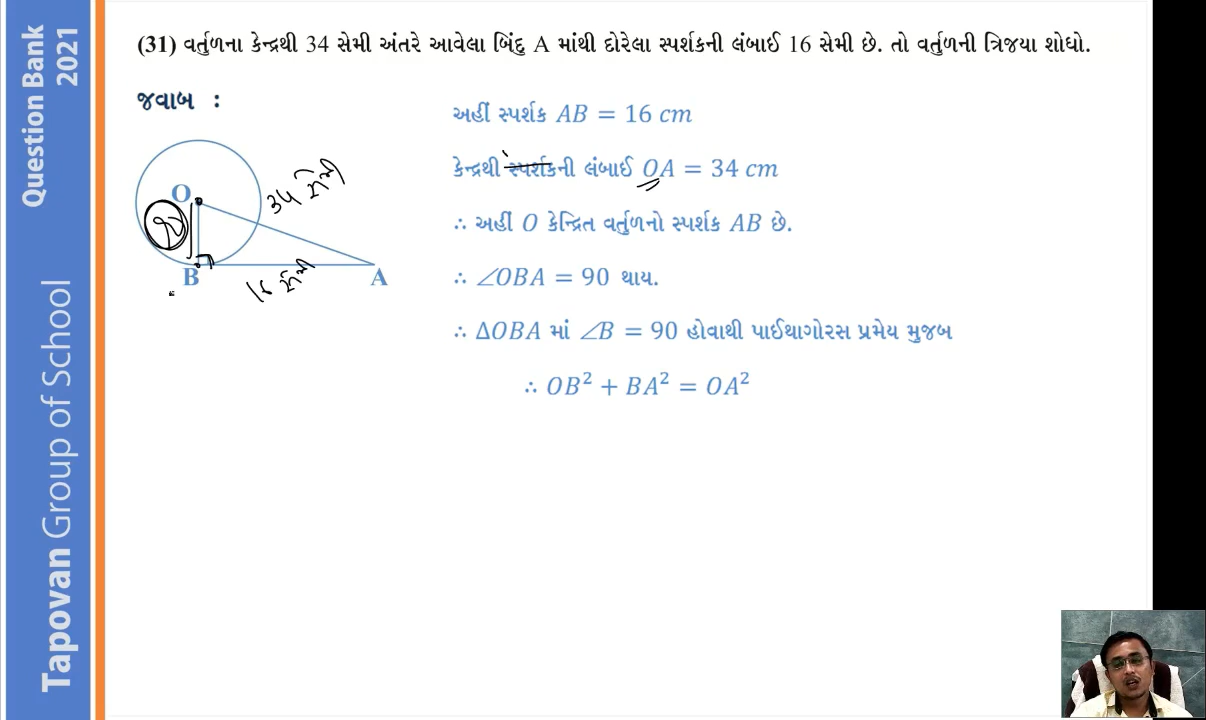 Question Bank
2021
Tapovan Group of School
(31) વર્તુળના કેન્દ્રથી 34 સેમી અંતરે આવેલા બિંદુ A માંથી દોરેલા સ્પર્શકની લંબાઈ 16 સેમી છે. તો વર્તુળની ત્રિજયા શોધો.
જવાબ :
અહીં સ્પર્શક AB = 16 cm
કેન્દ્રથી સ્પર્શકની લંબાઈ OA = 34 cm
∴ અહીં O કેન્દ્રિત વર્તુળનો સ્પર્શક AB છે.
∴ ∠OBA = 90 થાય.
∴ ΔOBA માં ∠B = 90 હોવાથી પાઈથાગોરસ પ્રમેય મુજબ
∴ OB² + BA² = OA²
O
34 સેમી
B
16 સેમી
A